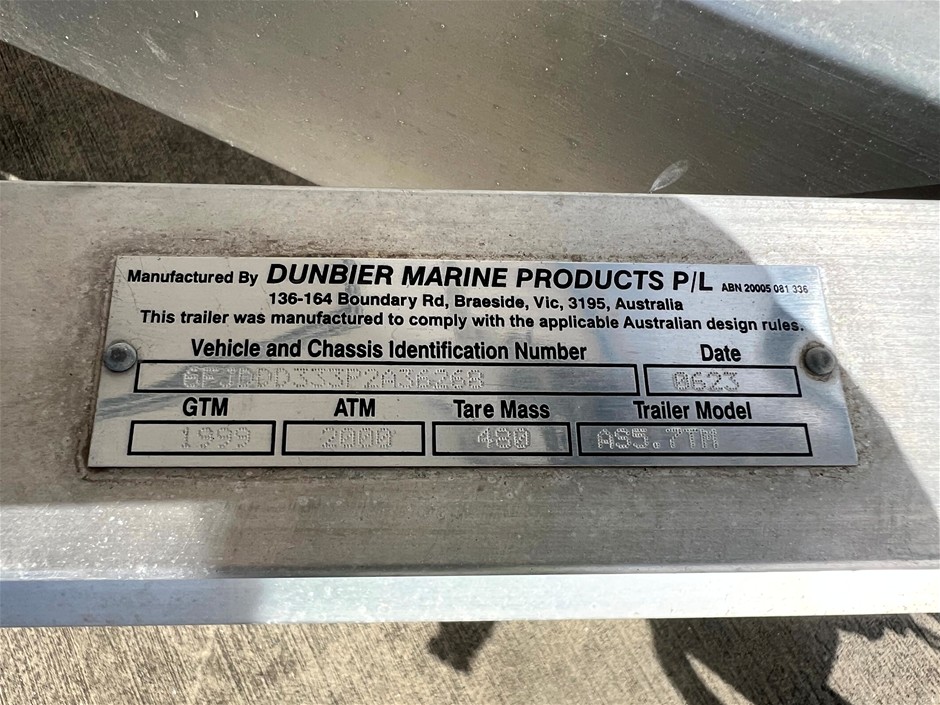 Manufactured By DUNBIER MARINE PRODUCTS P/L ABN 20005 081 336
136-164 Boundary Rd, Braeside, Vic, 3195, Australia
This trailer was manufactured to comply with the applicable Australian design rules.
Vehicle and Chassis Identification Number Date
0623
GTM ATM Tare Mass Trailer Model
1999 2000 480 AS5.7TM